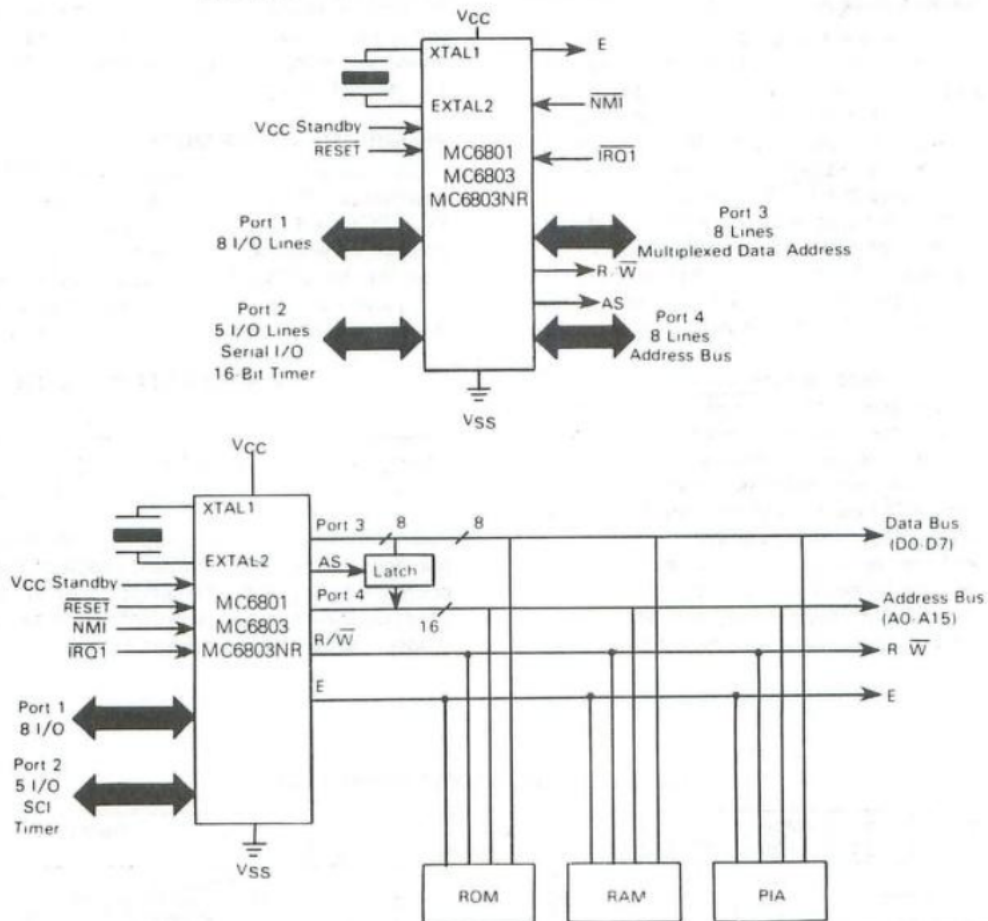 VCC
XTAL1
E
EXTAL2
NMI
VCC Standby
RESET
IRQ1
MC6801
MC6803
MC6803NR
Port 1
8 I/O Lines
Port 3
8 Lines
Multiplexed Data Address
R/W
AS
Port 2
5 I/O Lines
Serial I/O
16-Bit Timer
Port 4
8 Lines
Address Bus
VSS
VCC
XTAL1
EXTAL2
VCC Standby
RESET
NMI
IRQ1
MC6801
MC6803
MC6803NR
Port 1
8 I/O
Port 2
5 I/O
SCI
Timer
VSS
Port 3
8
8
Data Bus
(D0-D7)
AS
Latch
Port 4
16
Address Bus
(A0-A15)
R/W
R W
E
E
ROM
RAM
PIA